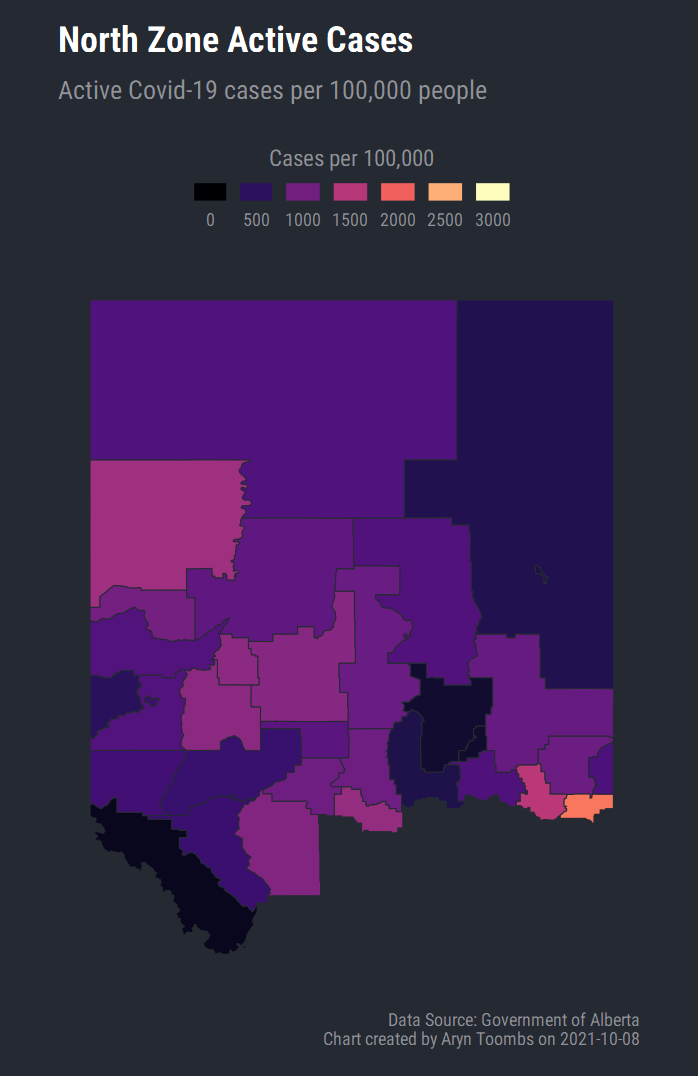 North Zone Active Cases
Active Covid-19 cases per 100,000 people
Cases per 100,000
0 500 1000 1500 2000 2500 3000
Data Source: Government of Alberta
Chart created by Aryn Toombs on 2021-10-08